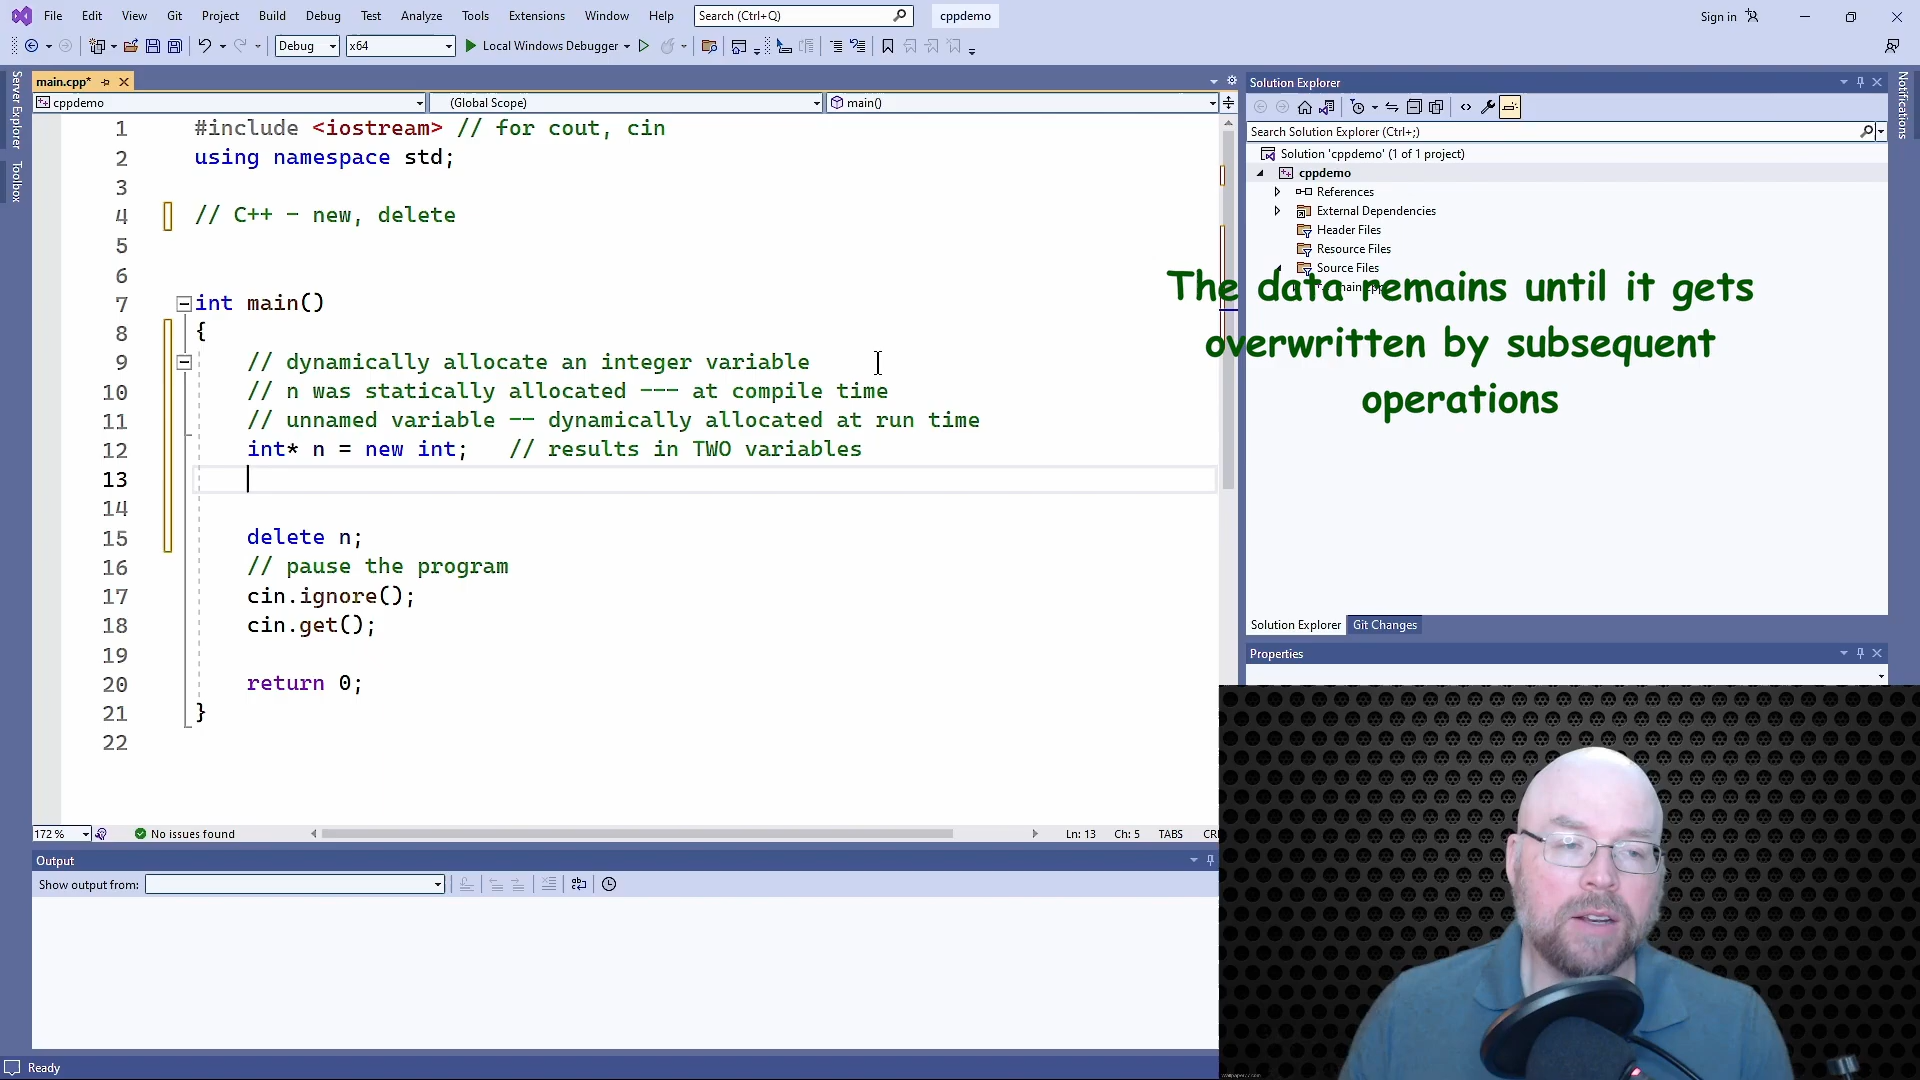 File Edit View Git Project Build Debug Test Analyze Tools Extensions Window Help Search (Ctrl+Q) cppdemo Sign in
Debug x64 Local Windows Debugger
Server Explorer
Toolbox
main.cpp*
cppdemo (Global Scope) main()
1 #include <iostream> // for cout, cin
2 using namespace std;
3
4 // C++ - new, delete
5
6
7 int main()
8 {
9 // dynamically allocate an integer variable
10 // n was statically allocated --- at compile time
11 // unnamed variable -- dynamically allocated at run time
12 int* n = new int; // results in TWO variables
13
14
15 delete n;
16 // pause the program
17 cin.ignore();
18 cin.get();
19
20 return 0;
21 }
22
172 % No issues found Ln: 13 Ch: 5 TABS
Output
Show output from:
Ready
Solution Explorer
Search Solution Explorer (Ctrl+;)
Solution 'cppdemo' (1 of 1 project)
cppdemo
References
External Dependencies
Header Files
Resource Files
Source Files
The data remains until it gets
overwritten by subsequent
operations
Solution Explorer Git Changes
Properties
Notifications